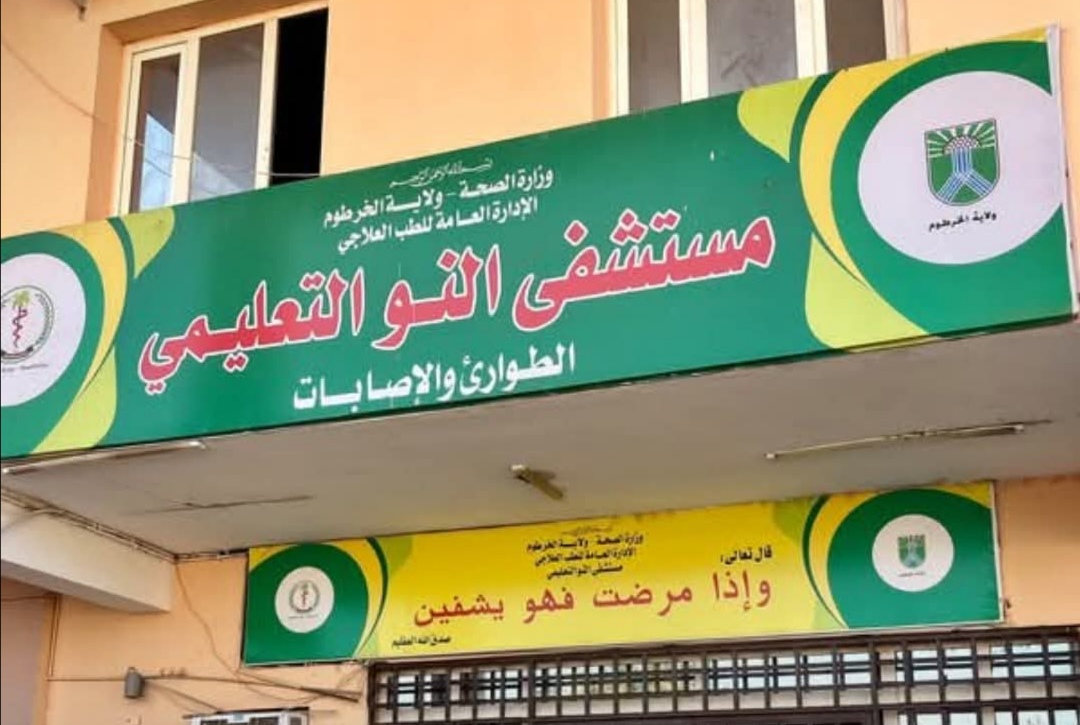 بسم الله الرحمن الرحيم
وزارة الصحة - ولاية الخرطوم
الإدارة العامة للطب العلاجي
مستشفى النو التعليمي
الطوارئ والإصابات
ولاية الخرطوم
وزارة الصحة - ولاية الخرطوم
الإدارة العامة للطب العلاجي
مستشفى النو التعليمي
قال تعالى:
وإذا مرضت فهو يشفين
صدق الله العظيم